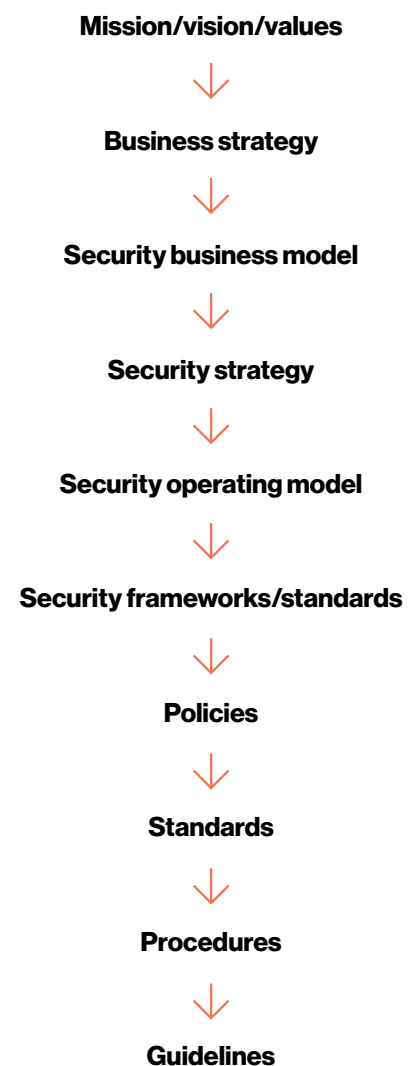 Mission/vision/values
Business strategy
Security business model
Security strategy
Security operating model
Security frameworks/standards
Policies
Standards
Procedures
Guidelines